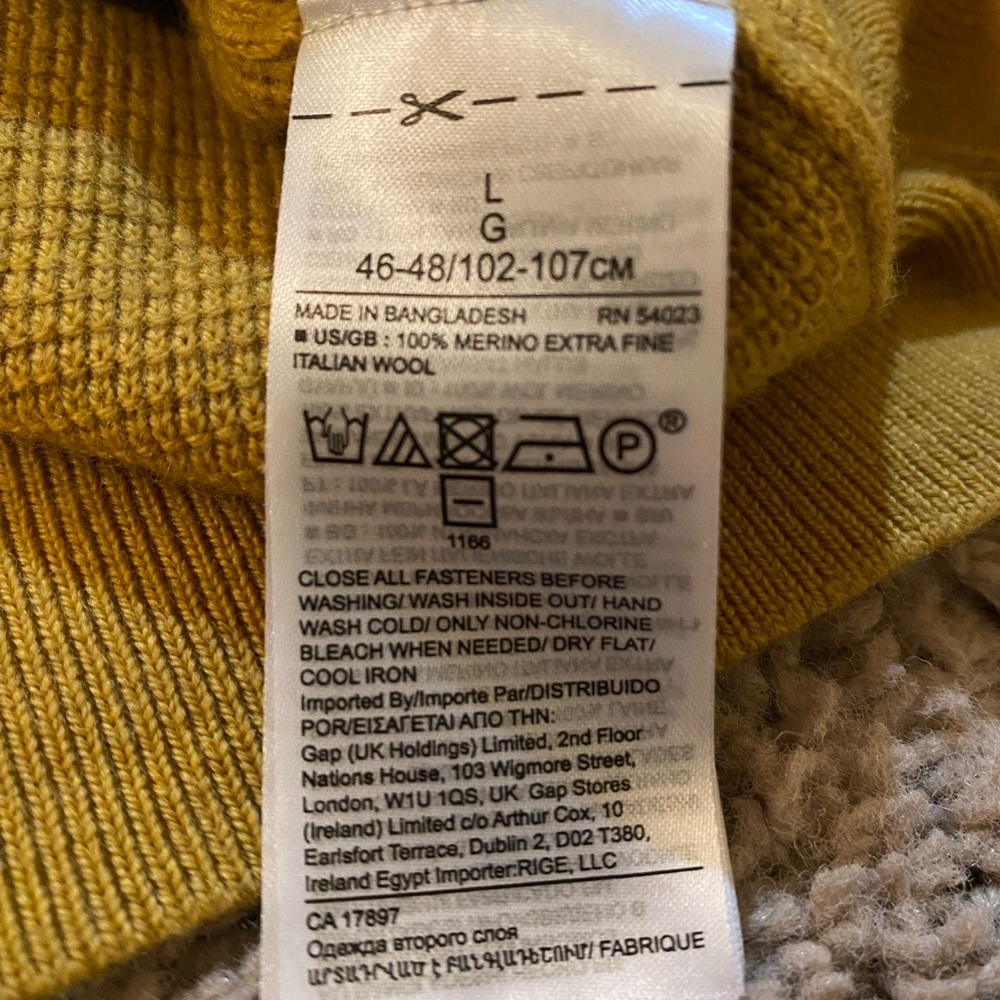 L
G
46-48/102-107CM
MADE IN BANGLADESH RN 54023
■ US/GB : 100% MERINO EXTRA FINE
ITALIAN WOOL
P ®
1166
CLOSE ALL FASTENERS BEFORE
WASHING/ WASH INSIDE OUT/ HAND
WASH COLD/ ONLY NON-CHLORINE
BLEACH WHEN NEEDED/ DRY FLAT/
COOL IRON
Imported By/Importe Par/DISTRIBUIDO
POR/ΕΙΣΑΓΕΤΑΙ ΑΠΟ ΤΗΝ:
Gap (UK Holdings) Limited, 2nd Floor
Nations House, 103 Wigmore Street,
London, W1U 1QS, UK Gap Stores
(Ireland) Limited c/o Arthur Cox, 10
Earlsfort Terrace, Dublin 2, D02 T380,
Ireland Egypt Importer:RIGE, LLC
CA 17897
Одежда второго слоя
ԱՐՏԱԴՐՎԱԾ Է ԲԱՆԳԼԱԴԵՇՈՒՄ/ FABRIQUE